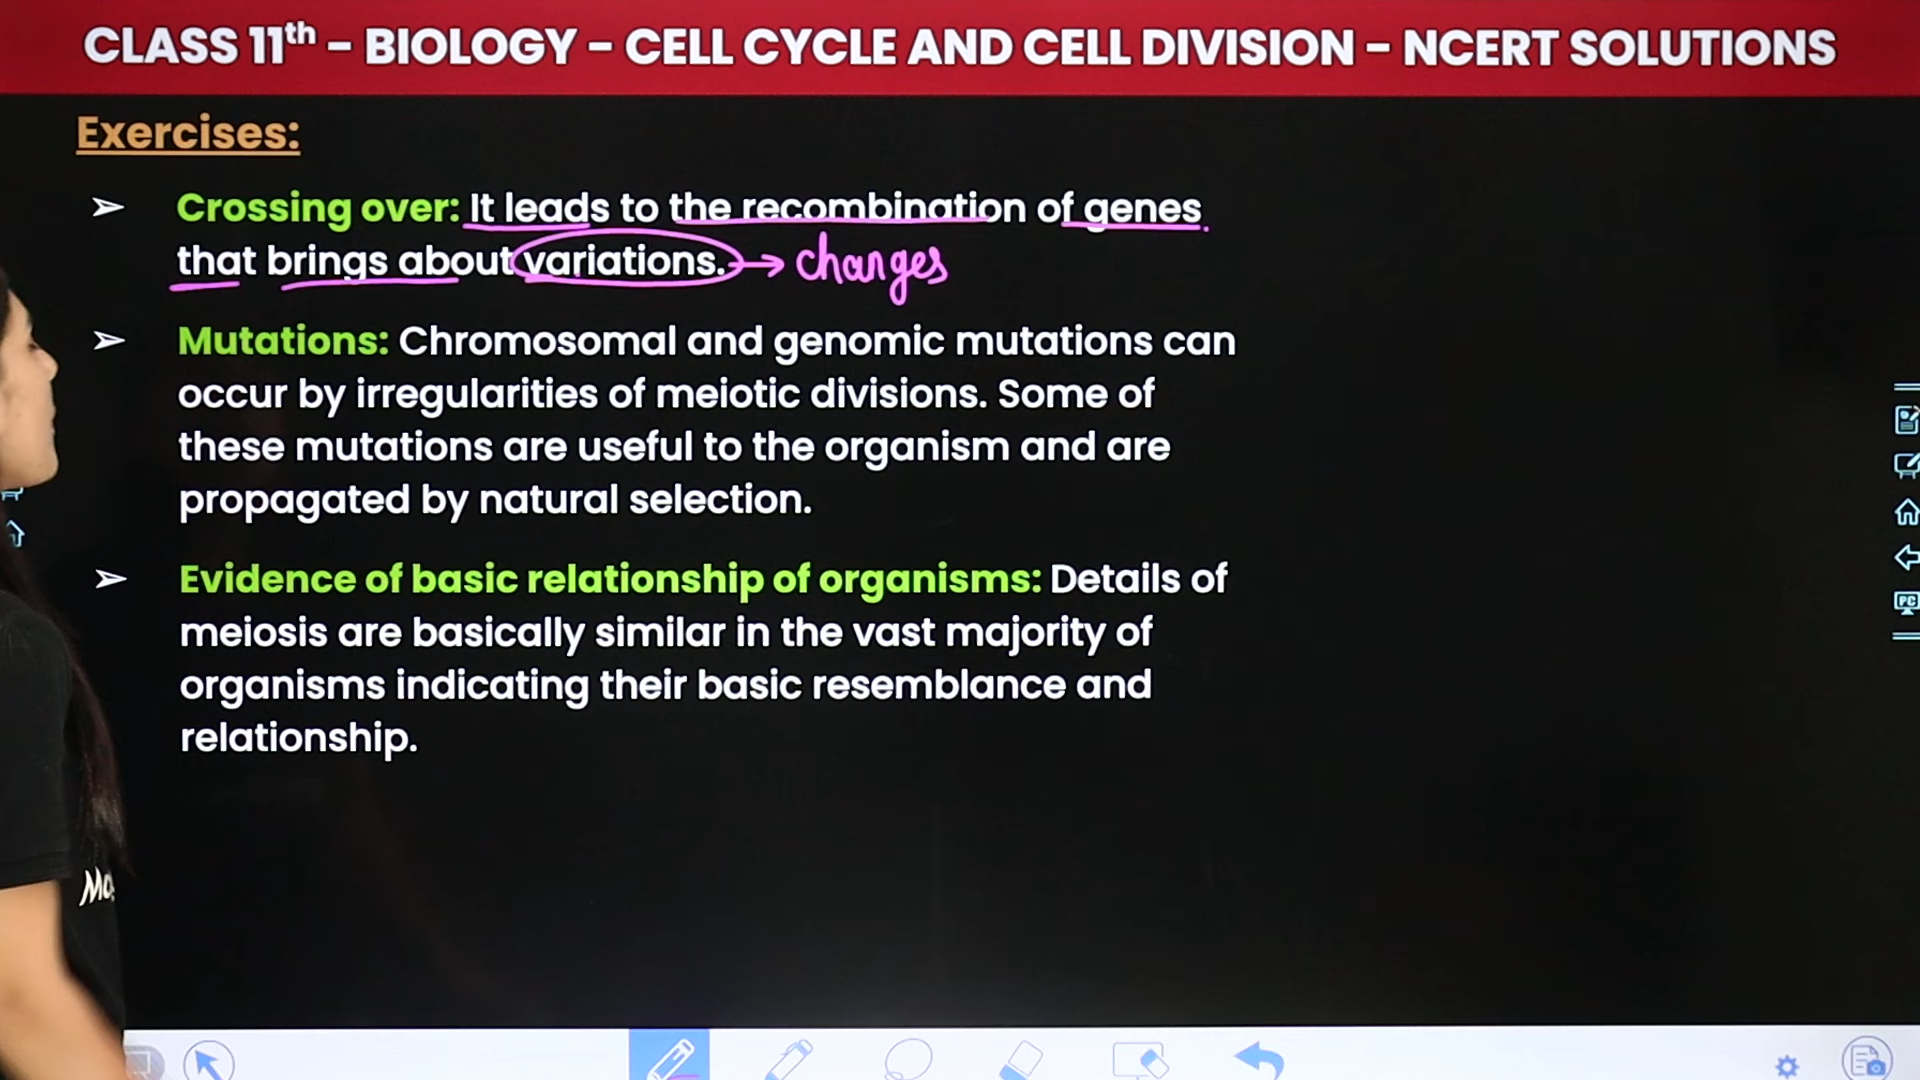 CLASS 11th – BIOLOGY – CELL CYCLE AND CELL DIVISION – NCERT SOLUTIONS
Exercises:
➢ Crossing over: It leads to the recombination of genes
that brings about variations. → changes
➢ Mutations: Chromosomal and genomic mutations can
occur by irregularities of meiotic divisions. Some of
these mutations are useful to the organism and are
propagated by natural selection.
➢ Evidence of basic relationship of organisms: Details of
meiosis are basically similar in the vast majority of
organisms indicating their basic resemblance and
relationship.
PC